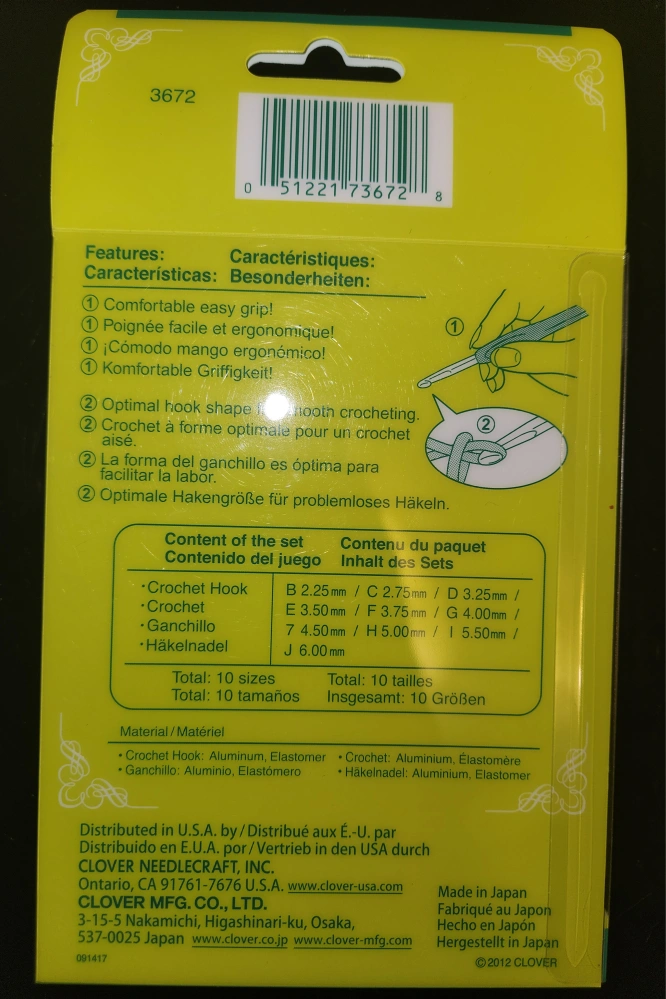 3672
0 51221 73672 8
Features: Caractéristiques:
Características: Besonderheiten:
① Comfortable easy grip!
① Poignée facile et ergonomique!
① ¡Cómodo mango ergonómico!
① Komfortable Griffigkeit!
①
② Optimal hook shape crocheting.
② Crochet à forme optimale pour un crochet
aisé.
② La forma del ganchillo es óptima para
facilitar la labor.
② Optimale Hakengröße für problemloses Häkeln.
②
Content of the set Contenu du paquet
Contenido del juego Inhalt des Sets
·Crochet Hook B 2.25mm / C 2.75mm / D 3.25mm /
·Crochet E 3.50mm / F 3.75mm / G 4.00mm /
·Ganchillo 7 4.50mm / H 5.00mm / I 5.50mm /
·Häkelnadel J 6.00mm
Total: 10 sizes Total: 10 tailles
Total: 10 tamaños Insgesamt: 10 Größen
Material / Matériel
• Crochet Hook: Aluminum, Elastomer • Crochet: Aluminium, Élastomère
• Ganchillo: Aluminio, Elastómero • Häkelnadel: Aluminium, Elastomer
Distributed in U.S.A. by / Distribué aux É.-U. par
Distribuido en E.U.A. por / Vertrieb in den USA durch
CLOVER NEEDLECRAFT, INC.
Ontario, CA 91761-7676 U.S.A. www.clover-usa.com
CLOVER MFG. CO., LTD.
3-15-5 Nakamichi, Higashinari-ku, Osaka,
537-0025 Japan www.clover.co.jp www.clover-mfg.com
091417
Made in Japan
Fabriqué au Japon
Hecho en Japón
Hergestellt in Japan
©2012 CLOVER